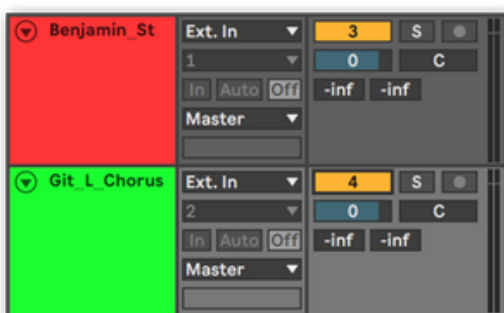 Benjamin_St Ext. In 3 S
1 0 C
In Auto Off -inf -inf
Master
Git_L_Chorus Ext. In 4 S
2 0 C
In Auto Off -inf -inf
Master